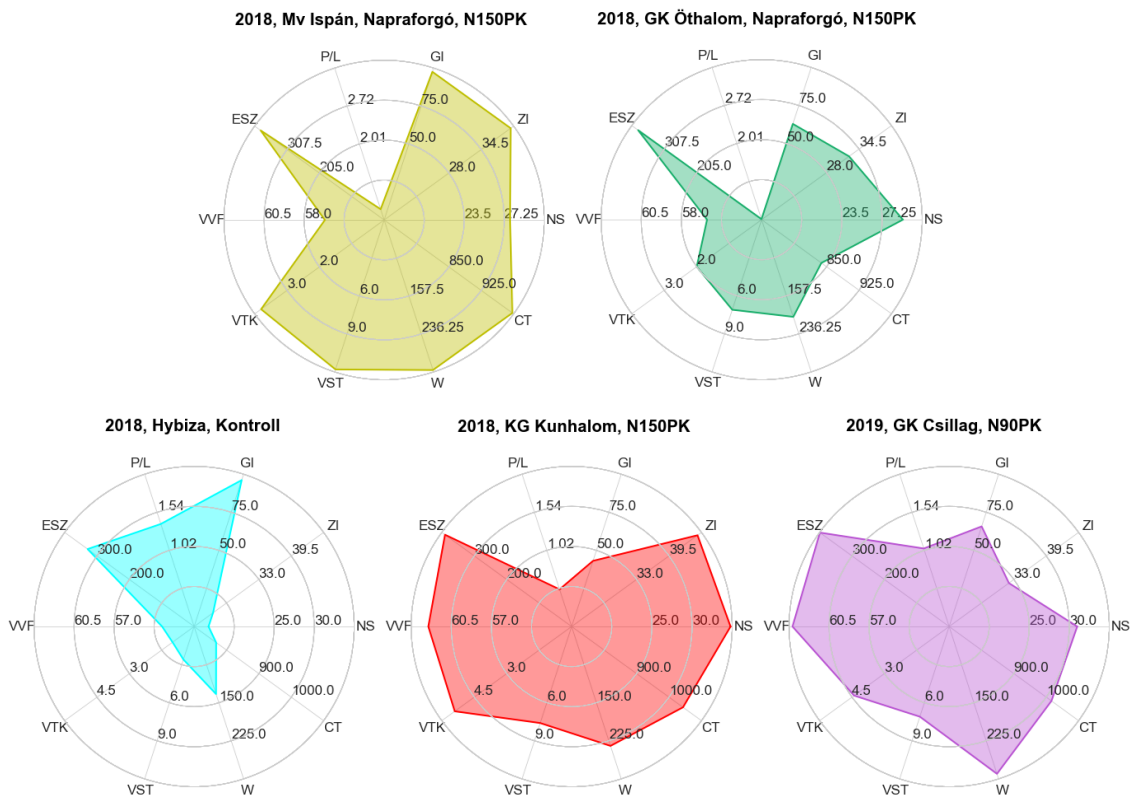 2018, Mv Ispán, Napraforgó, N150PK
P/L
GI
2.72
75.0
ESZ
ZI
307.5
2.01
50.0
34.5
205.0
28.0
VVF
60.5
58.0
23.5
27.25
NS
2.0
850.0
3.0
6.0
157.5
925.0
VTK
9.0
236.25
CT
VST
W
2018, GK Öthalom, Napraforgó, N150PK
P/L
GI
2.72
75.0
ESZ
ZI
307.5
2.01
50.0
34.5
205.0
28.0
VVF
60.5
58.0
23.5
27.25
NS
2.0
850.0
3.0
6.0
157.5
925.0
VTK
9.0
236.25
CT
VST
W
2018, Hybiza, Kontroll
P/L
GI
1.54
75.0
ESZ
ZI
300.0
1.02
50.0
39.5
200.0
33.0
VVF
60.5
57.0
25.0
30.0
NS
3.0
900.0
4.5
6.0
150.0
1000.0
VTK
9.0
225.0
CT
VST
W
2018, KG Kunhalom, N150PK
P/L
GI
1.54
75.0
ESZ
ZI
300.0
1.02
50.0
39.5
200.0
33.0
VVF
60.5
57.0
25.0
30.0
NS
3.0
900.0
4.5
6.0
150.0
1000.0
VTK
9.0
225.0
CT
VST
W
2019, GK Csillag, N90PK
P/L
GI
1.54
75.0
ESZ
ZI
300.0
1.02
50.0
39.5
200.0
33.0
VVF
60.5
57.0
25.0
30.0
NS
3.0
900.0
4.5
6.0
150.0
1000.0
VTK
9.0
225.0
CT
VST
W